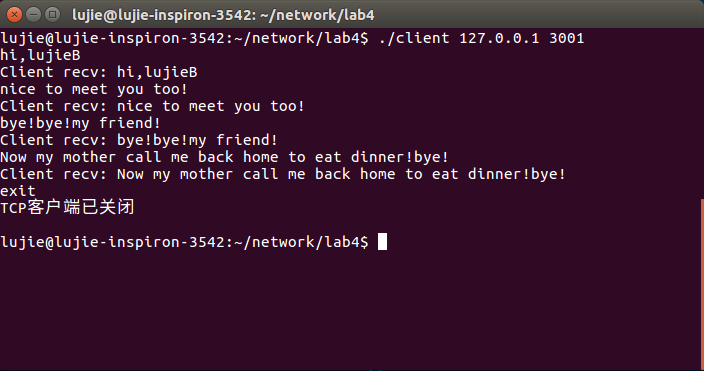 lujie@lujie-inspiron-3542: ~/network/lab4
lujie@lujie-inspiron-3542:~/network/lab4$ ./client 127.0.0.1 3001
hi,lujieB
Client recv: hi,lujieB
nice to meet you too!
Client recv: nice to meet you too!
bye!bye!my friend!
Client recv: bye!bye!my friend!
Now my mother call me back home to eat dinner!bye!
Client recv: Now my mother call me back home to eat dinner!bye!
exit
TCP客户端已关闭
lujie@lujie-inspiron-3542:~/network/lab4$